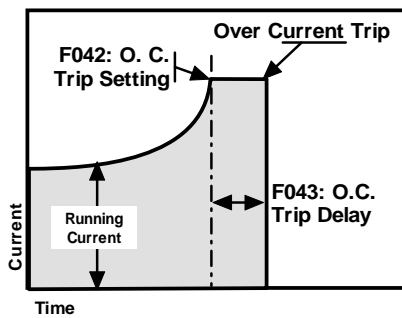 Over Current Trip
F042: O. C.
Trip Setting
F043: O.C.
Trip Delay
Running
Current
Current
Time